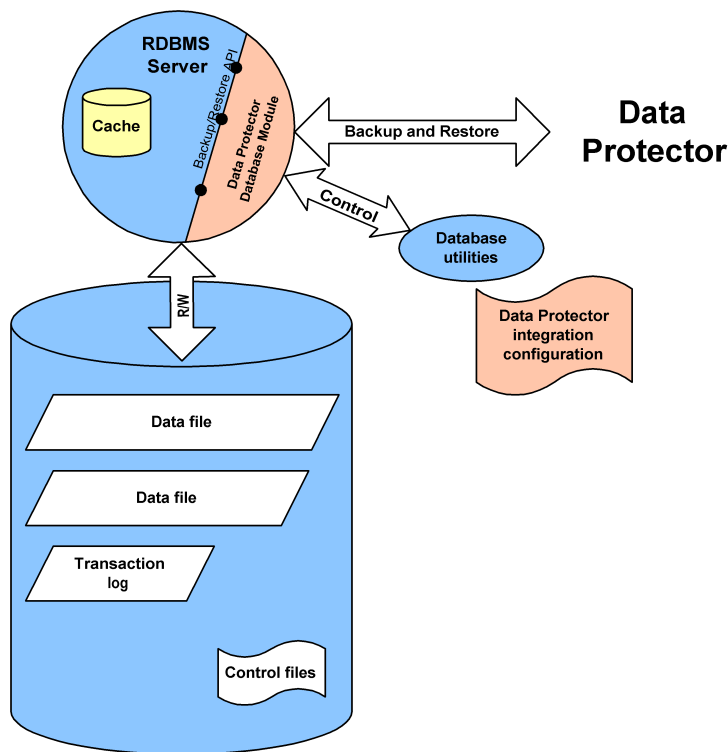 RDBMS
Server
Cache
Backup/Restore API
Data Protector
Database Module
Backup and Restore
Data
Protector
Control
Database
utilities
R/W
Data Protector
integration
configuration
Data file
Data file
Transaction
log
Control files